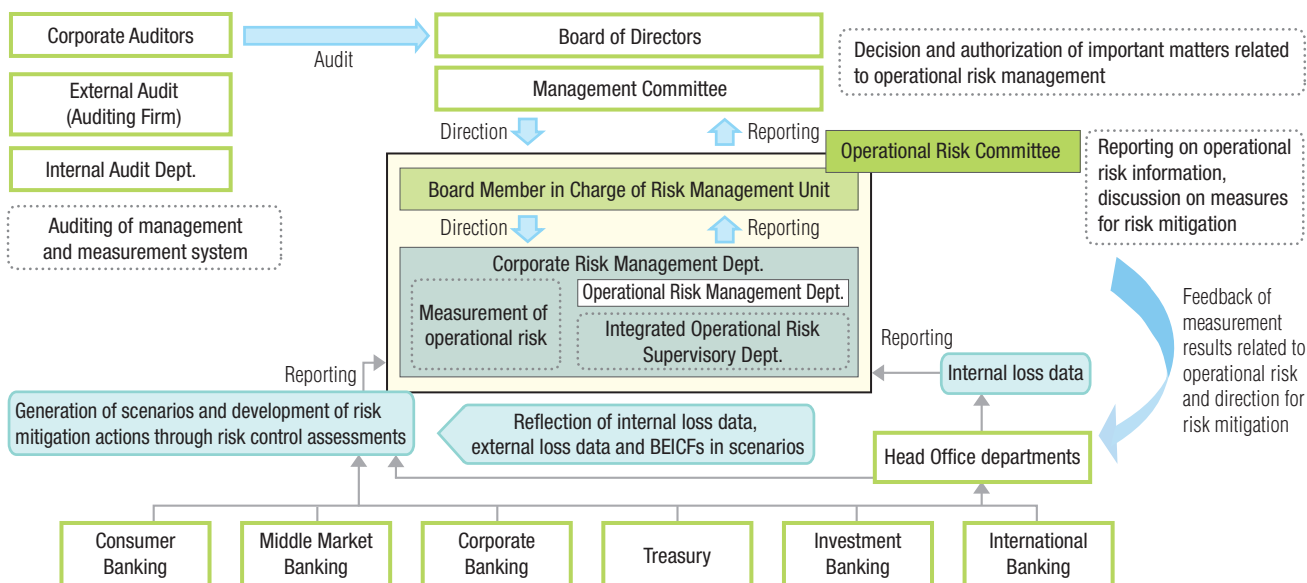 Corporate Auditors
Audit
Board of Directors
Decision and authorization of important matters related
to operational risk management
External Audit
(Auditing Firm)
Management Committee
Direction
Reporting
Internal Audit Dept.
Operational Risk Committee
Reporting on operational
risk information,
discussion on measures
for risk mitigation
Board Member in Charge of Risk Management Unit
Auditing of management
and measurement system
Direction
Reporting
Corporate Risk Management Dept.
Measurement of
operational risk
Operational Risk Management Dept.
Integrated Operational Risk
Supervisory Dept.
Feedback of
measurement
results related to
operational risk
and direction for
risk mitigation
Reporting
Reporting
Internal loss data
Generation of scenarios and development of risk
mitigation actions through risk control assessments
Reflection of internal loss data,
external loss data and BEICFs in scenarios
Head Office departments
Consumer
Banking
Middle Market
Banking
Corporate
Banking
Treasury
Investment
Banking
International
Banking